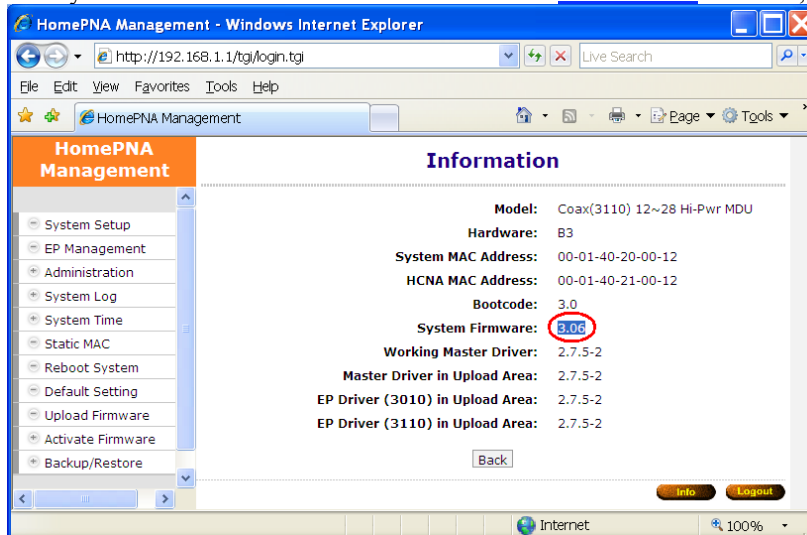 HomePNA Management - Windows Internet Explorer
http://192.168.1.1/tgi/login.tgi
Live Search
File Edit View Favorites Tools Help
HomePNA Management
Page Tools
HomePNA
Management
System Setup
EP Management
Administration
System Log
System Time
Static MAC
Reboot System
Default Setting
Upload Firmware
Activate Firmware
Backup/Restore
Information
Model: Coax(3110) 12~28 Hi-Pwr MDU
Hardware: B3
System MAC Address: 00-01-40-20-00-12
HCNA MAC Address: 00-01-40-21-00-12
Bootcode: 3.0
System Firmware: 3.06
Working Master Driver: 2.7.5-2
Master Driver in Upload Area: 2.7.5-2
EP Driver (3010) in Upload Area: 2.7.5-2
EP Driver (3110) in Upload Area: 2.7.5-2
Back
Info Logout
Internet 100%